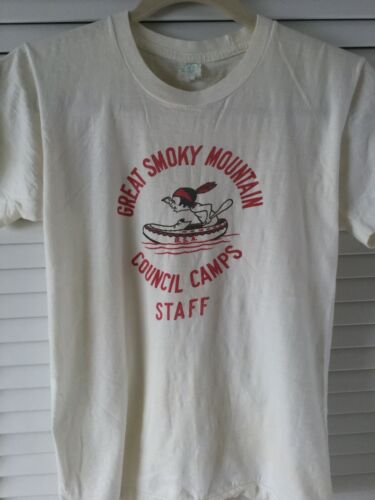 GREAT SMOKY MOUNTAIN
B.S.A.
COUNCIL CAMPS
STAFF